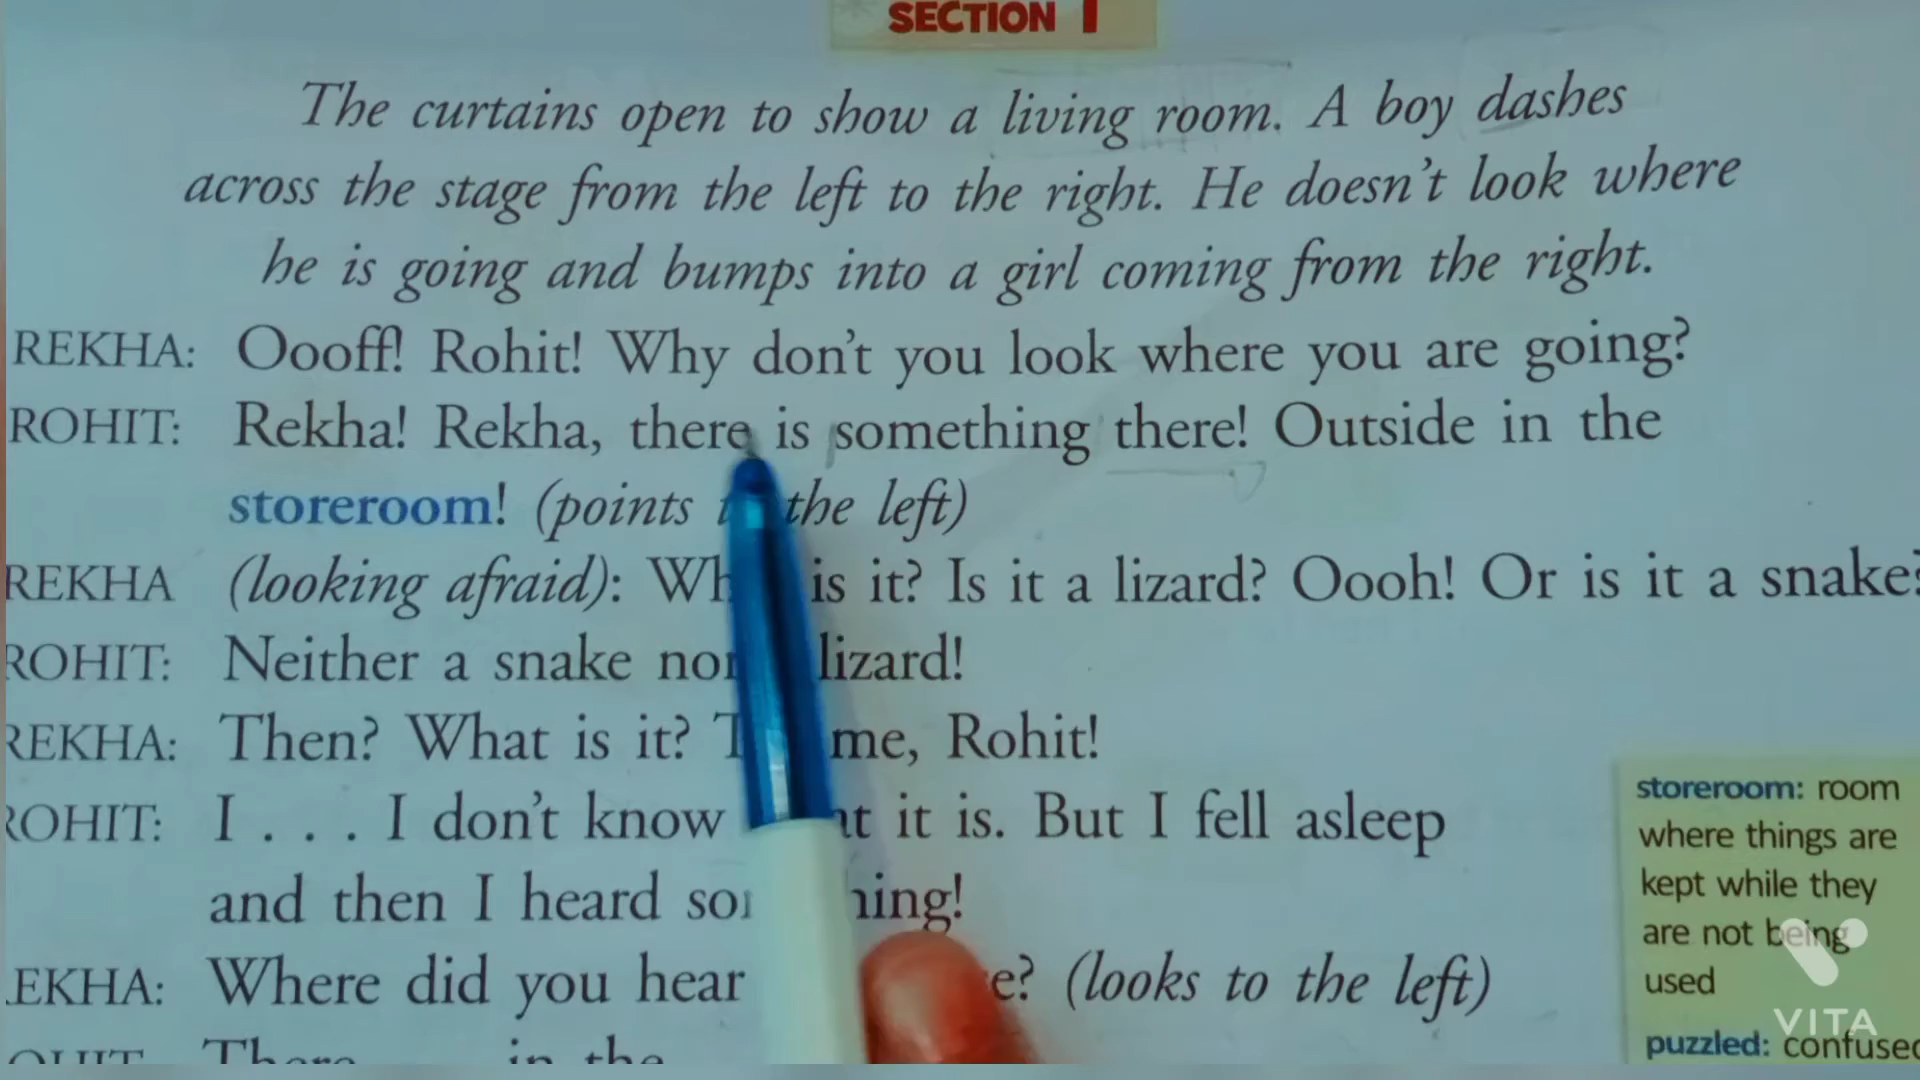 SECTION 1
The curtains open to show a living room. A boy dashes
across the stage from the left to the right. He doesn't look where
he is going and bumps into a girl coming from the right.
REKHA: Oooff! Rohit! Why don't you look where you are going?
ROHIT: Rekha! Rekha, there is something there! Outside in the
storeroom! (points the left)
REKHA (looking afraid): is it? Is it a lizard? Oooh! Or is it a snake?
ROHIT: Neither a snake lizard!
REKHA: Then? What is it? me, Rohit!
ROHIT: I . . . I don't know it is. But I fell asleep
and then I heard
REKHA: Where did you hear (looks to the left)
in the
storeroom: room
where things are
kept while they
are not being
used
puzzled: confused
VITA